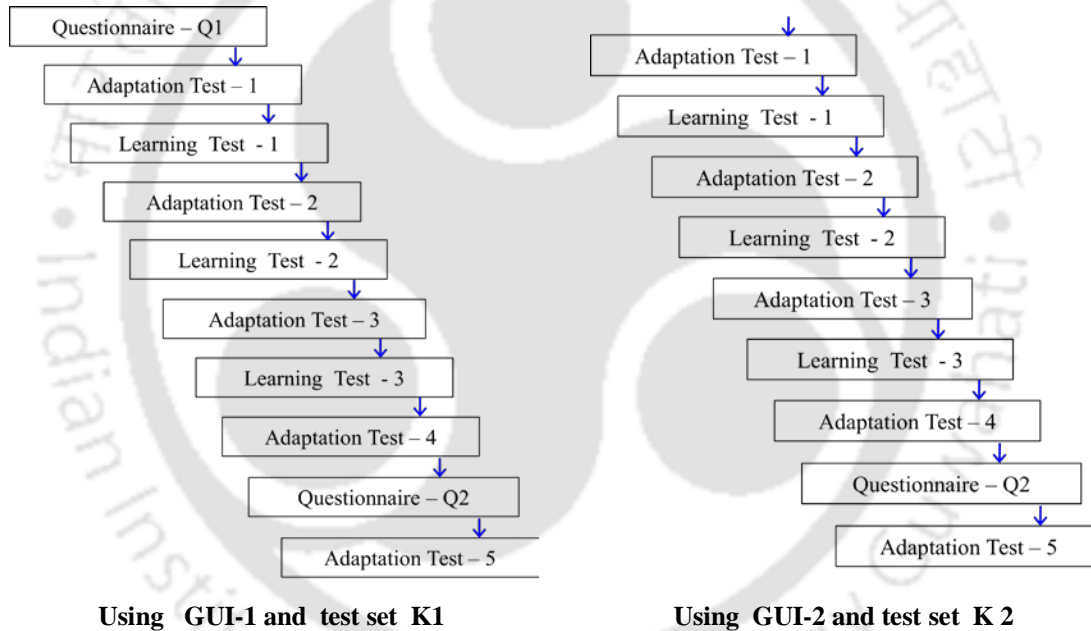 Questionnaire – Q1
Adaptation Test – 1
Learning Test - 1
Adaptation Test – 2
Learning Test - 2
Adaptation Test – 3
Learning Test - 3
Adaptation Test – 4
Questionnaire – Q2
Adaptation Test – 5
Using GUI-1 and test set K1
Adaptation Test – 1
Learning Test - 1
Adaptation Test – 2
Learning Test - 2
Adaptation Test – 3
Learning Test - 3
Adaptation Test – 4
Questionnaire – Q2
Adaptation Test – 5
Using GUI-2 and test set K 2
Indian Insti
Guwahati